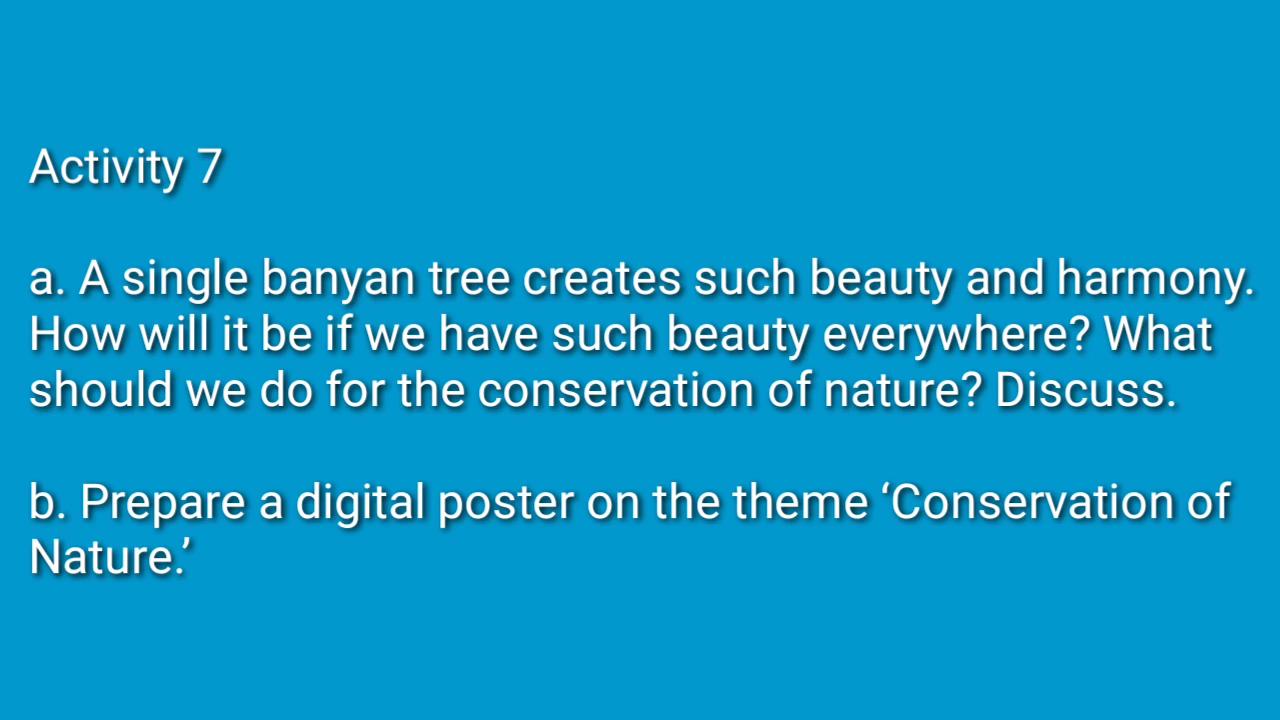 Activity 7
a. A single banyan tree creates such beauty and harmony.
How will it be if we have such beauty everywhere? What
should we do for the conservation of nature? Discuss.
b. Prepare a digital poster on the theme ‘Conservation of
Nature.’